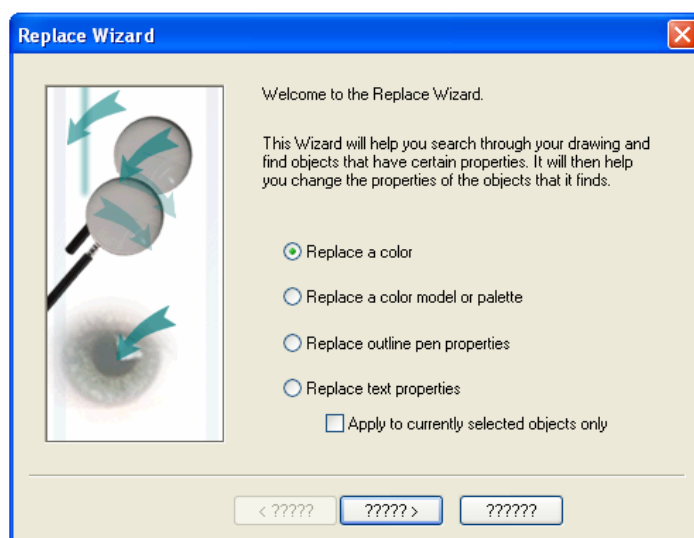 Replace Wizard
Welcome to the Replace Wizard.
This Wizard will help you search through your drawing and
find objects that have certain properties. It will then help
you change the properties of the objects that it finds.
Replace a color
Replace a color model or palette
Replace outline pen properties
Replace text properties
Apply to currently selected objects only
< ????? ????? > ??????